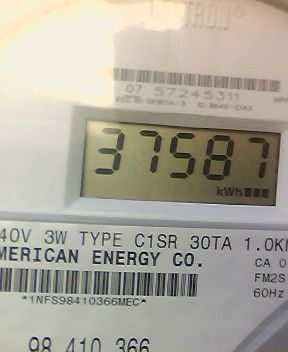 07 57245311
37587
kWh
40V 3W TYPE C1SR 30TA 1.0K
MERICAN ENERGY CO.
CA 0
FM2S
60Hz
*1NFS98410366MEC*
98 410 366